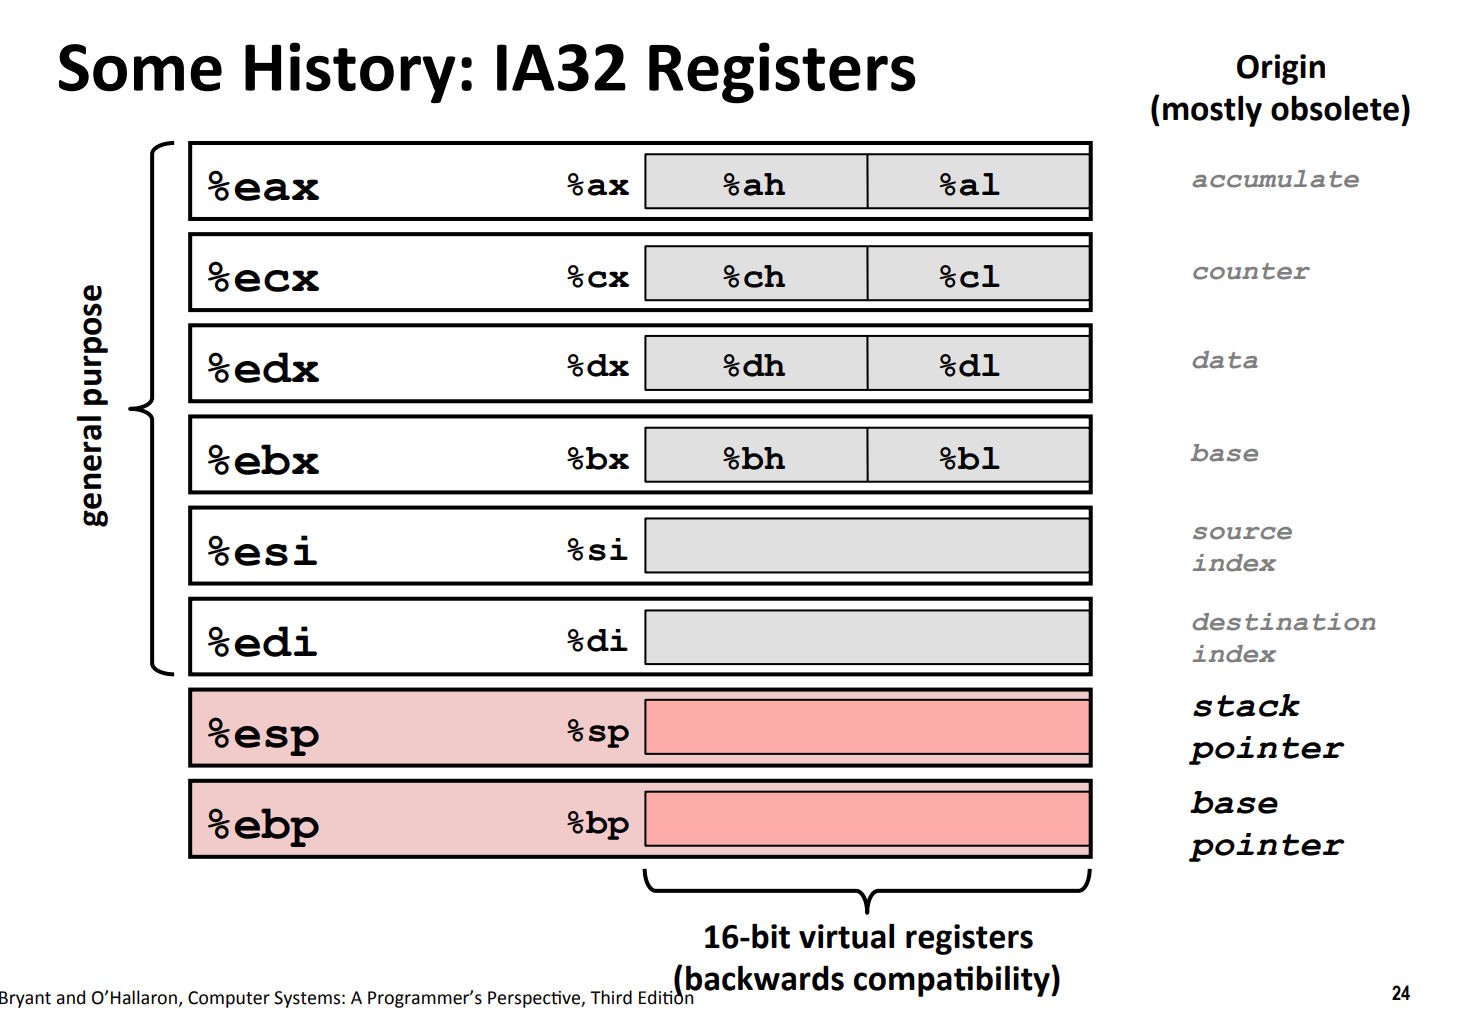 Some History: IA32 Registers
Origin
(mostly obsolete)
general purpose
%eax %ax %ah %al accumulate
%ecx %cx %ch %cl counter
%edx %dx %dh %dl data
%ebx %bx %bh %bl base
%esi %si source
index
%edi %di destination
index
%esp %sp stack
pointer
%ebp %bp base
pointer
16-bit virtual registers
(backwards compatibility)
Bryant and O'Hallaron, Computer Systems: A Programmer's Perspective, Third Edition
24